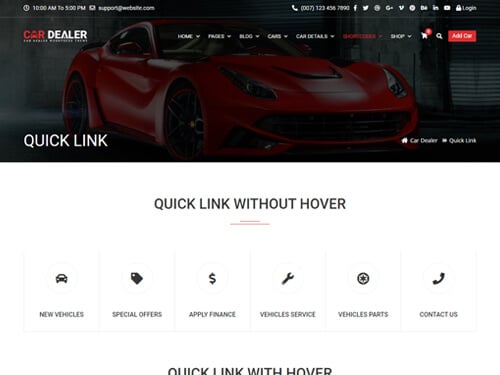 10:00 AM To 5:00 PM support@website.com (007) 123 456 7890 Login
CAR DEALER
CAR DEALER WORDPRESS THEME
HOME PAGES BLOG CARS CAR DETAILS SHORTCODES SHOP 0 Add Car
QUICK LINK
Car Dealer » Quick Link
QUICK LINK WITHOUT HOVER
NEW VEHICLES SPECIAL OFFERS APPLY FINANCE VEHICLES SERVICE VEHICLES PARTS CONTACT US
QUICK LINK WITH HOVER